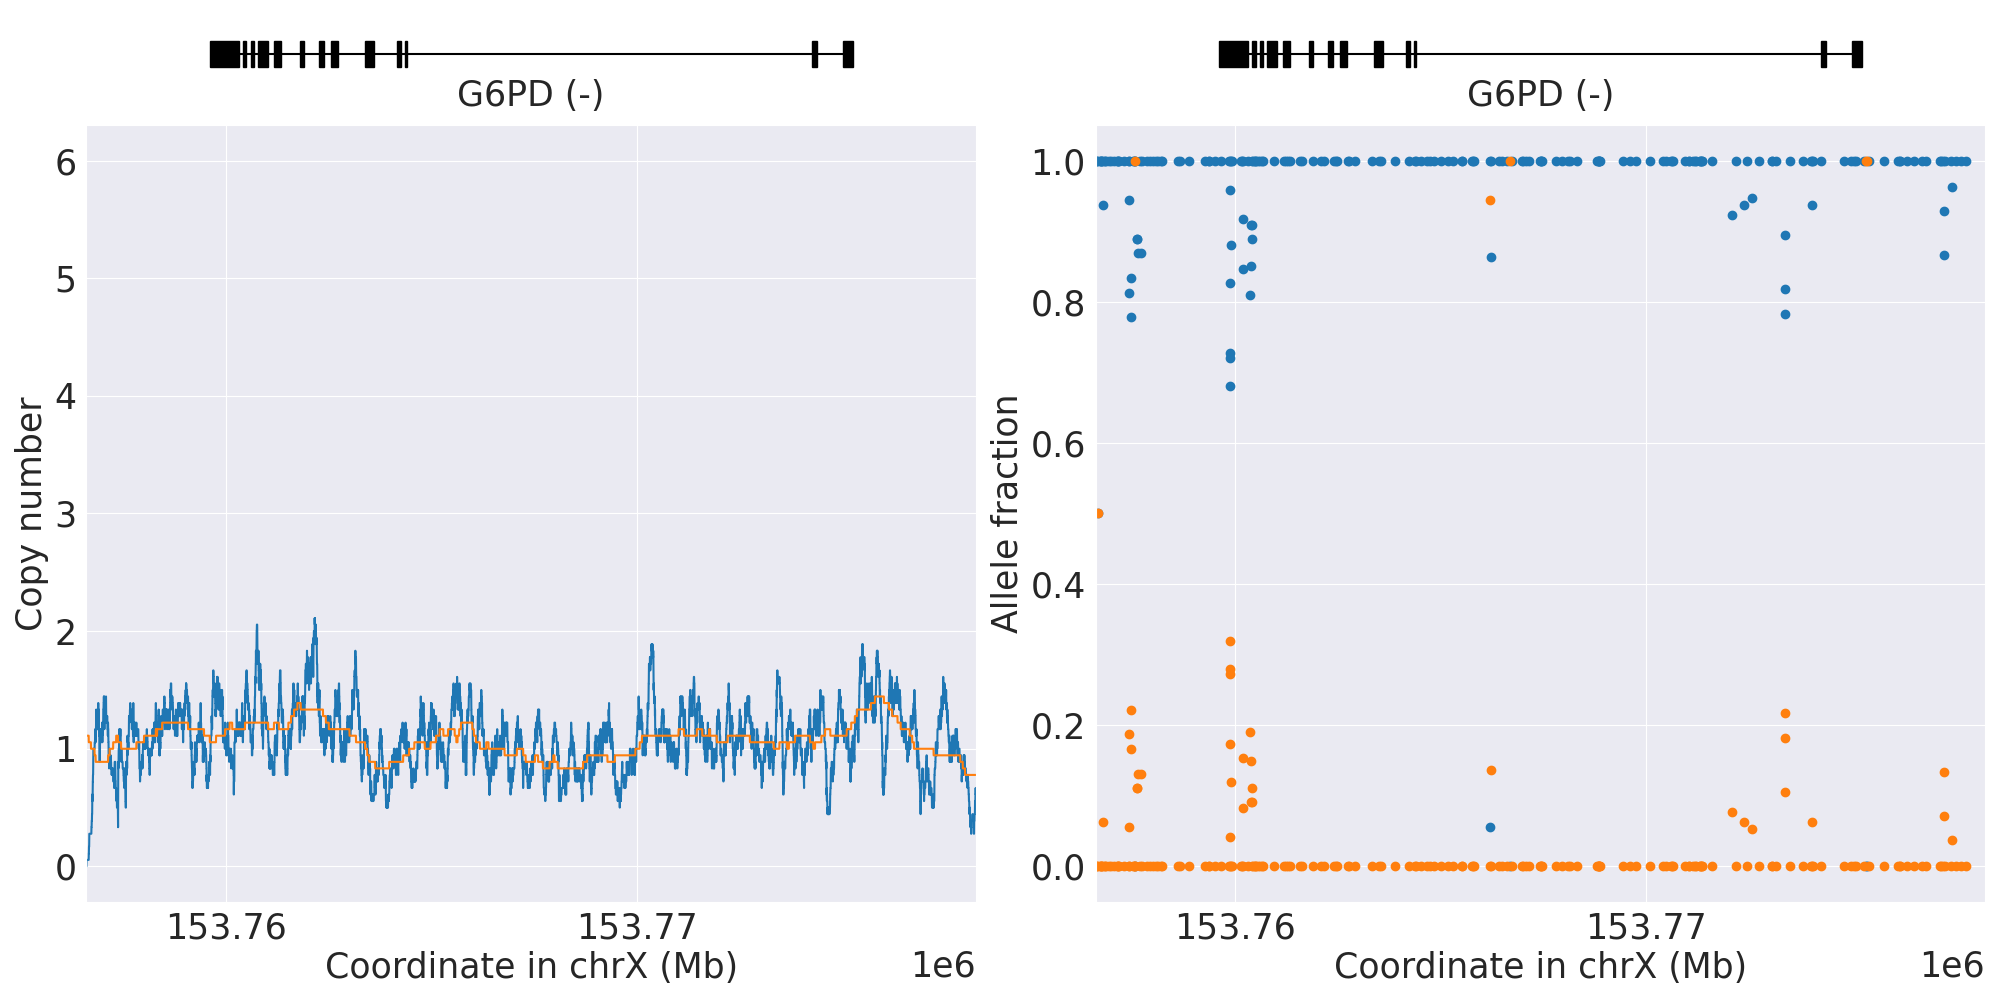 G6PD (-)
6
5
4
3
2
1
0
Copy number
153.76
153.77
Coordinate in chrX (Mb)
1e6
G6PD (-)
1.0
0.8
0.6
0.4
0.2
0.0
Allele fraction
153.76
153.77
Coordinate in chrX (Mb)
1e6